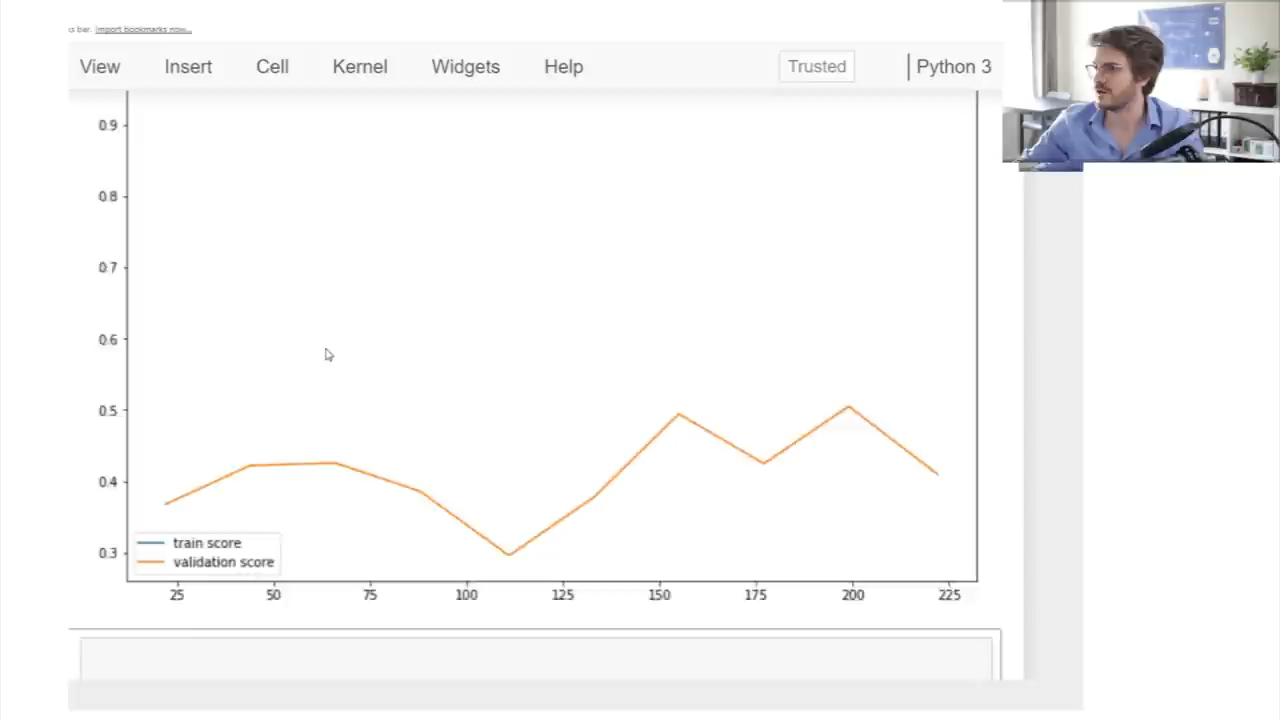 s bar. Import bookmarks now...
View Insert Cell Kernel Widgets Help Trusted Python 3
0.9
0.8
0.7
0.6
0.5
0.4
0.3
train score
validation score
25 50 75 100 125 150 175 200 225